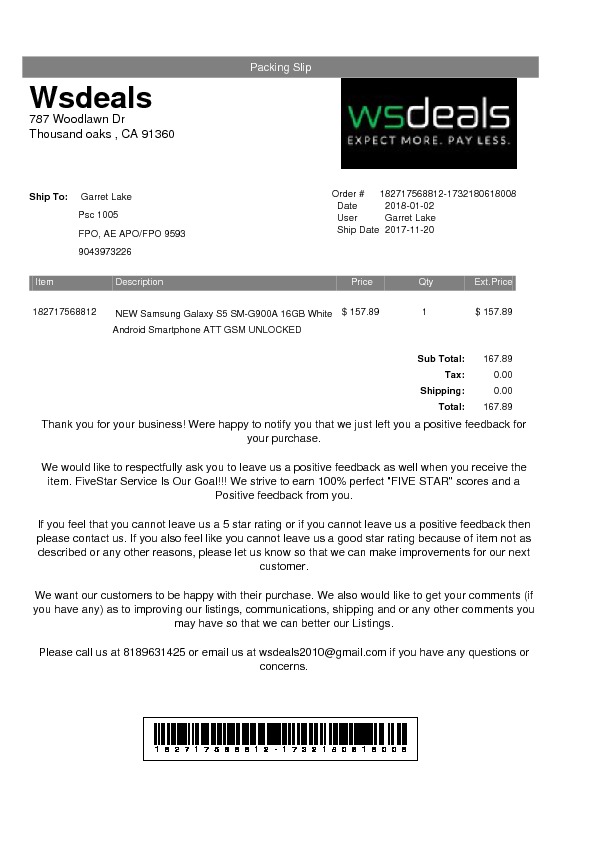 Packing Slip
Wsdeals
787 Woodlawn Dr
Thousand oaks , CA 91360
wsdeals
EXPECT MORE. PAY LESS.
Ship To: Garret Lake
Psc 1005
FPO, AE APO/FPO 9593
9043973226
Order # 182717568812-1732180618008
Date 2018-01-02
User Garret Lake
Ship Date 2017-11-20
Item Description Price Qty Ext.Price
182717568812 NEW Samsung Galaxy S5 SM-G900A 16GB White $ 157.89 1 $ 157.89
Android Smartphone ATT GSM UNLOCKED
Sub Total: 167.89
Tax: 0.00
Shipping: 0.00
Total: 167.89
Thank you for your business! Were happy to notify you that we just left you a positive feedback for
your purchase.
We would like to respectfully ask you to leave us a positive feedback as well when you receive the
item. FiveStar Service Is Our Goal!!! We strive to earn 100% perfect "FIVE STAR" scores and a
Positive feedback from you.
If you feel that you cannot leave us a 5 star rating or if you cannot leave us a positive feedback then
please contact us. If you also feel like you cannot leave us a good star rating because of item not as
described or any other reasons, please let us know so that we can make improvements for our next
customer.
We want our customers to be happy with their purchase. We also would like to get your comments (if
you have any) as to improving our listings, communications, shipping and or any other comments you
may have so that we can better our Listings.
Please call us at 8189631425 or email us at wsdeals2010@gmail.com if you have any questions or
concerns.
182717568812-1732180618008